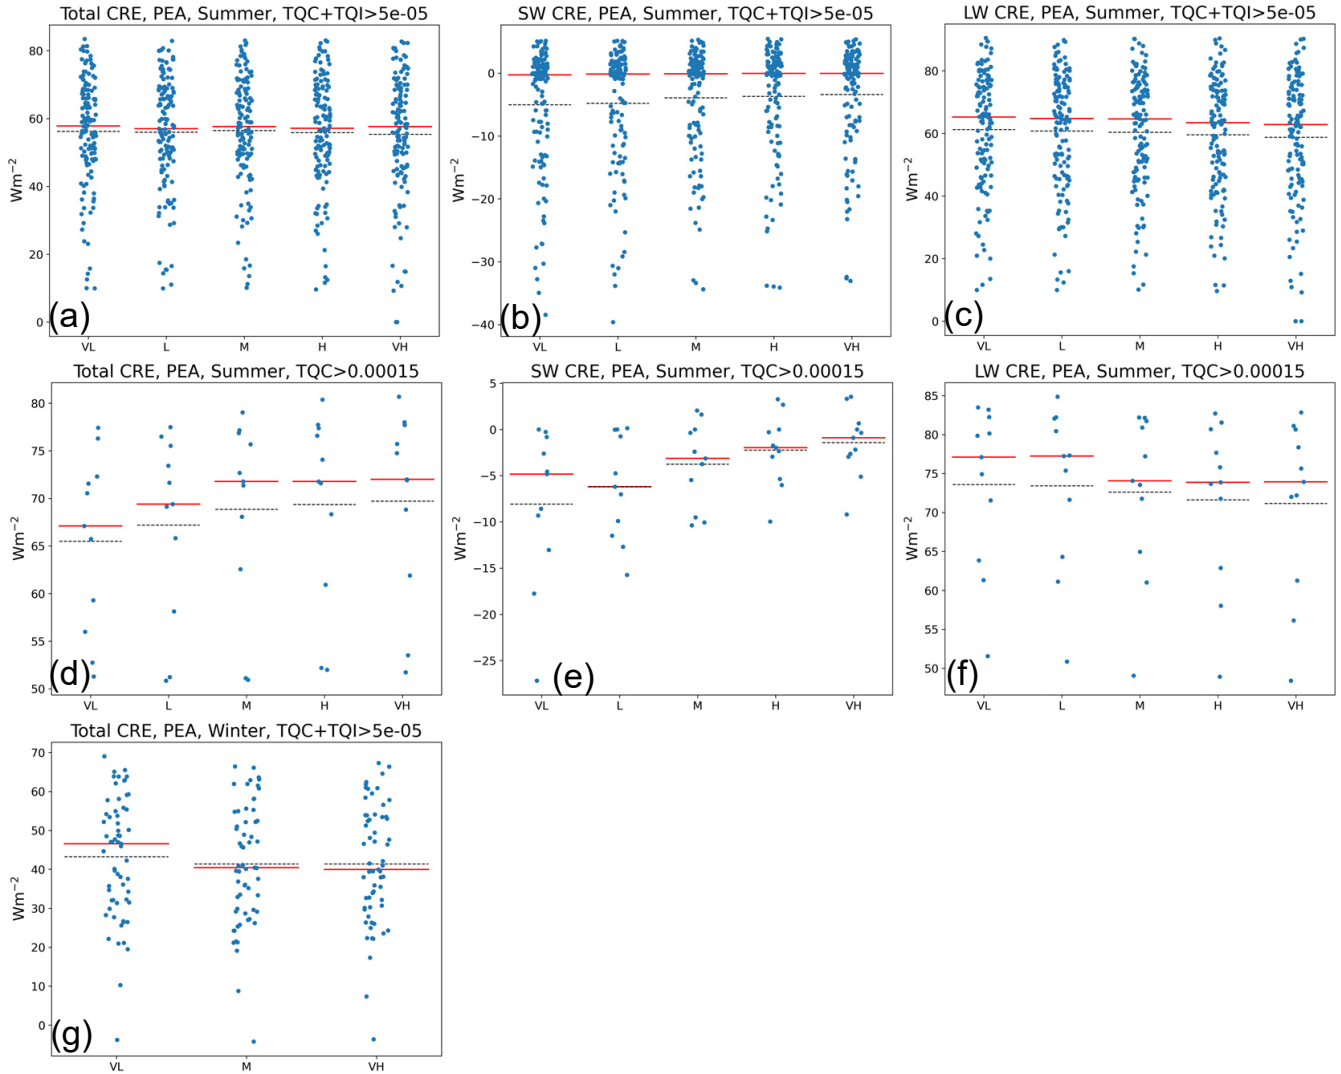 Total CRE, PEA, Summer, TQC+TQI>5e-05
Wm⁻²
80
60
40
20
0
(a)
VL L M H VH
SW CRE, PEA, Summer, TQC+TQI>5e-05
Wm⁻²
0
−10
−20
−30
−40
(b)
VL L M H VH
LW CRE, PEA, Summer, TQC+TQI>5e-05
Wm⁻²
80
60
40
20
0
(c)
VL L M H VH
Total CRE, PEA, Summer, TQC>0.00015
Wm⁻²
80
75
70
65
60
55
50
(d)
VL L M H VH
SW CRE, PEA, Summer, TQC>0.00015
Wm⁻²
5
0
−5
−10
−15
−20
−25
(e)
VL L M H VH
LW CRE, PEA, Summer, TQC>0.00015
Wm⁻²
85
80
75
70
65
60
55
50
(f)
VL L M H VH
Total CRE, PEA, Winter, TQC+TQI>5e-05
Wm⁻²
70
60
50
40
30
20
10
0
(g)
VL M VH